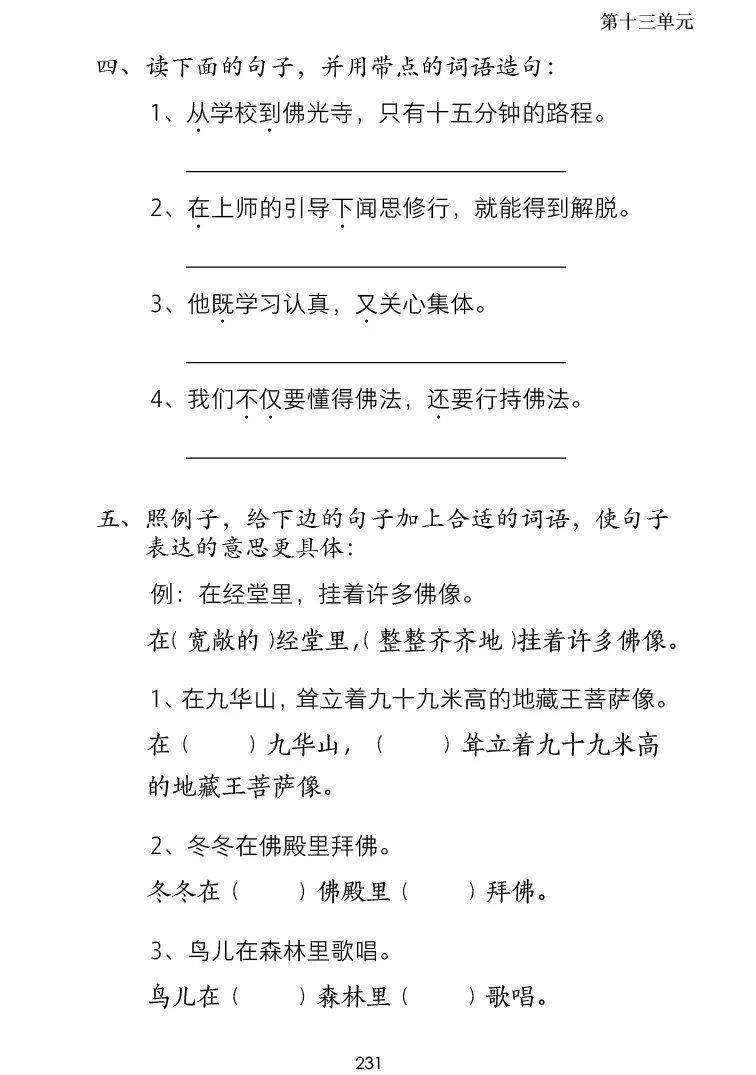 第十三单元
四、读下面的句子，并用带点的词语造句：
1、从学校到佛光寺，只有十五分钟的路程。
2、在上师的引导下闻思修行，就能得到解脱。
3、他既学习认真，又关心集体。
4、我们不仅要懂得佛法，还要行持佛法。
五、照例子，给下边的句子加上合适的词语，使句子
表达的意思更具体：
例：在经堂里，挂着许多佛像。
在（宽敞的）经堂里，（整整齐齐地）挂着许多佛像。
1、在九华山，耸立着九十九米高的地藏王菩萨像。
在（　　）九华山，（　　）耸立着九十九米高
的地藏王菩萨像。
2、冬冬在佛殿里拜佛。
冬冬在（　　）佛殿里（　　）拜佛。
3、鸟儿在森林里歌唱。
鸟儿在（　　）森林里（　　）歌唱。
231